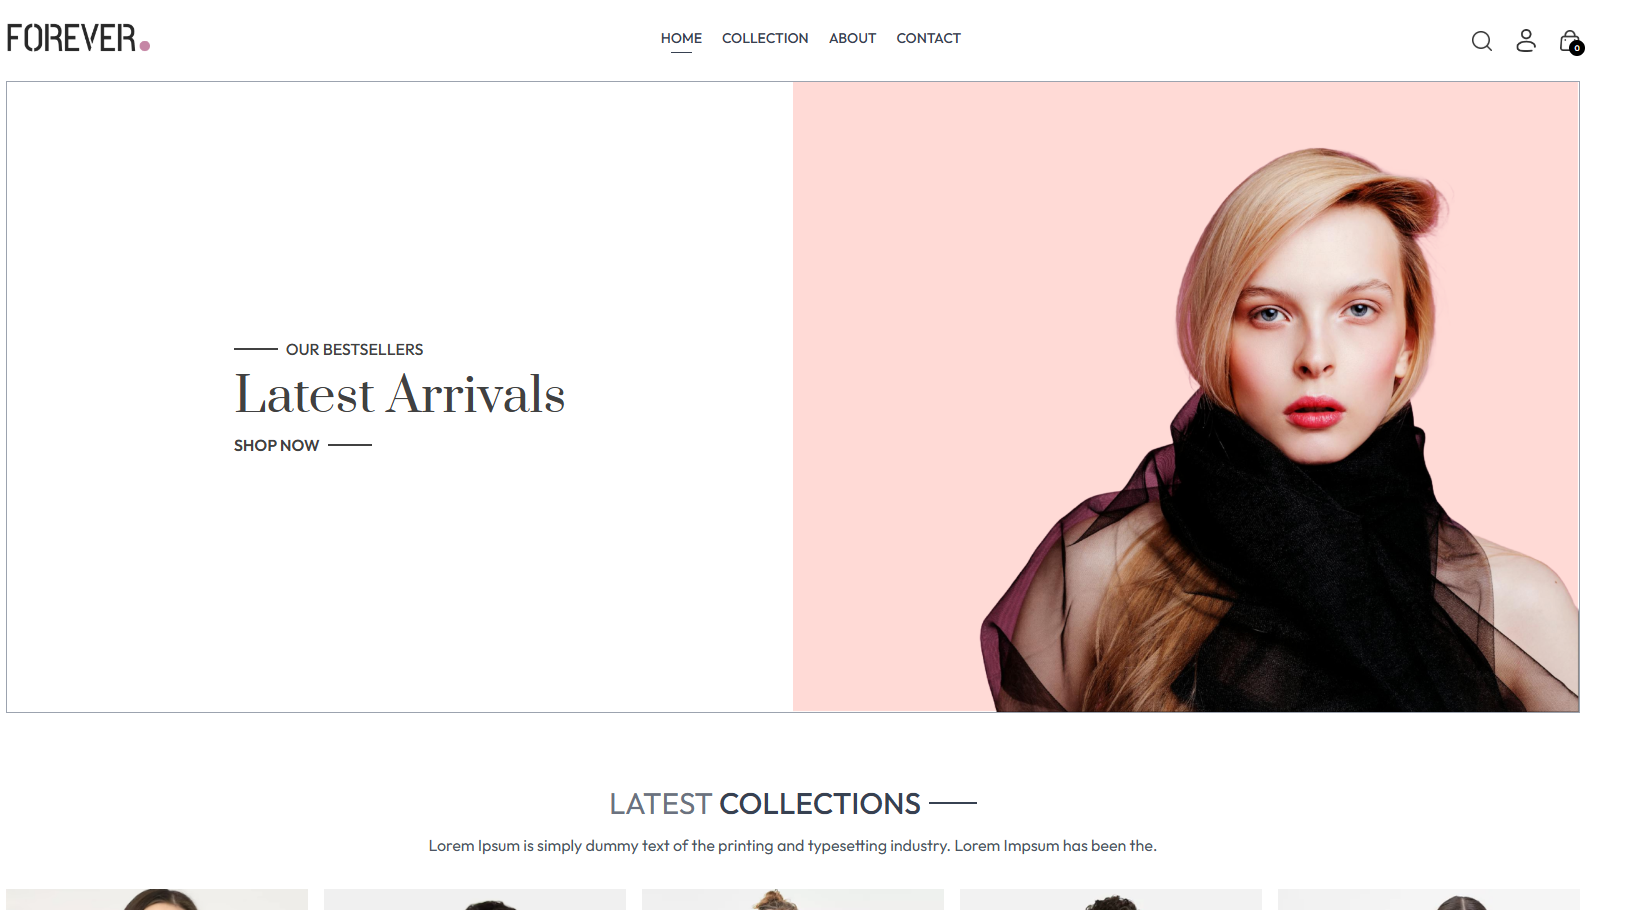 FOREVER.
HOME COLLECTION ABOUT CONTACT
0
OUR BESTSELLERS
Latest Arrivals
SHOP NOW
LATEST COLLECTIONS
Lorem Ipsum is simply dummy text of the printing and typesetting industry. Lorem Impsum has been the.